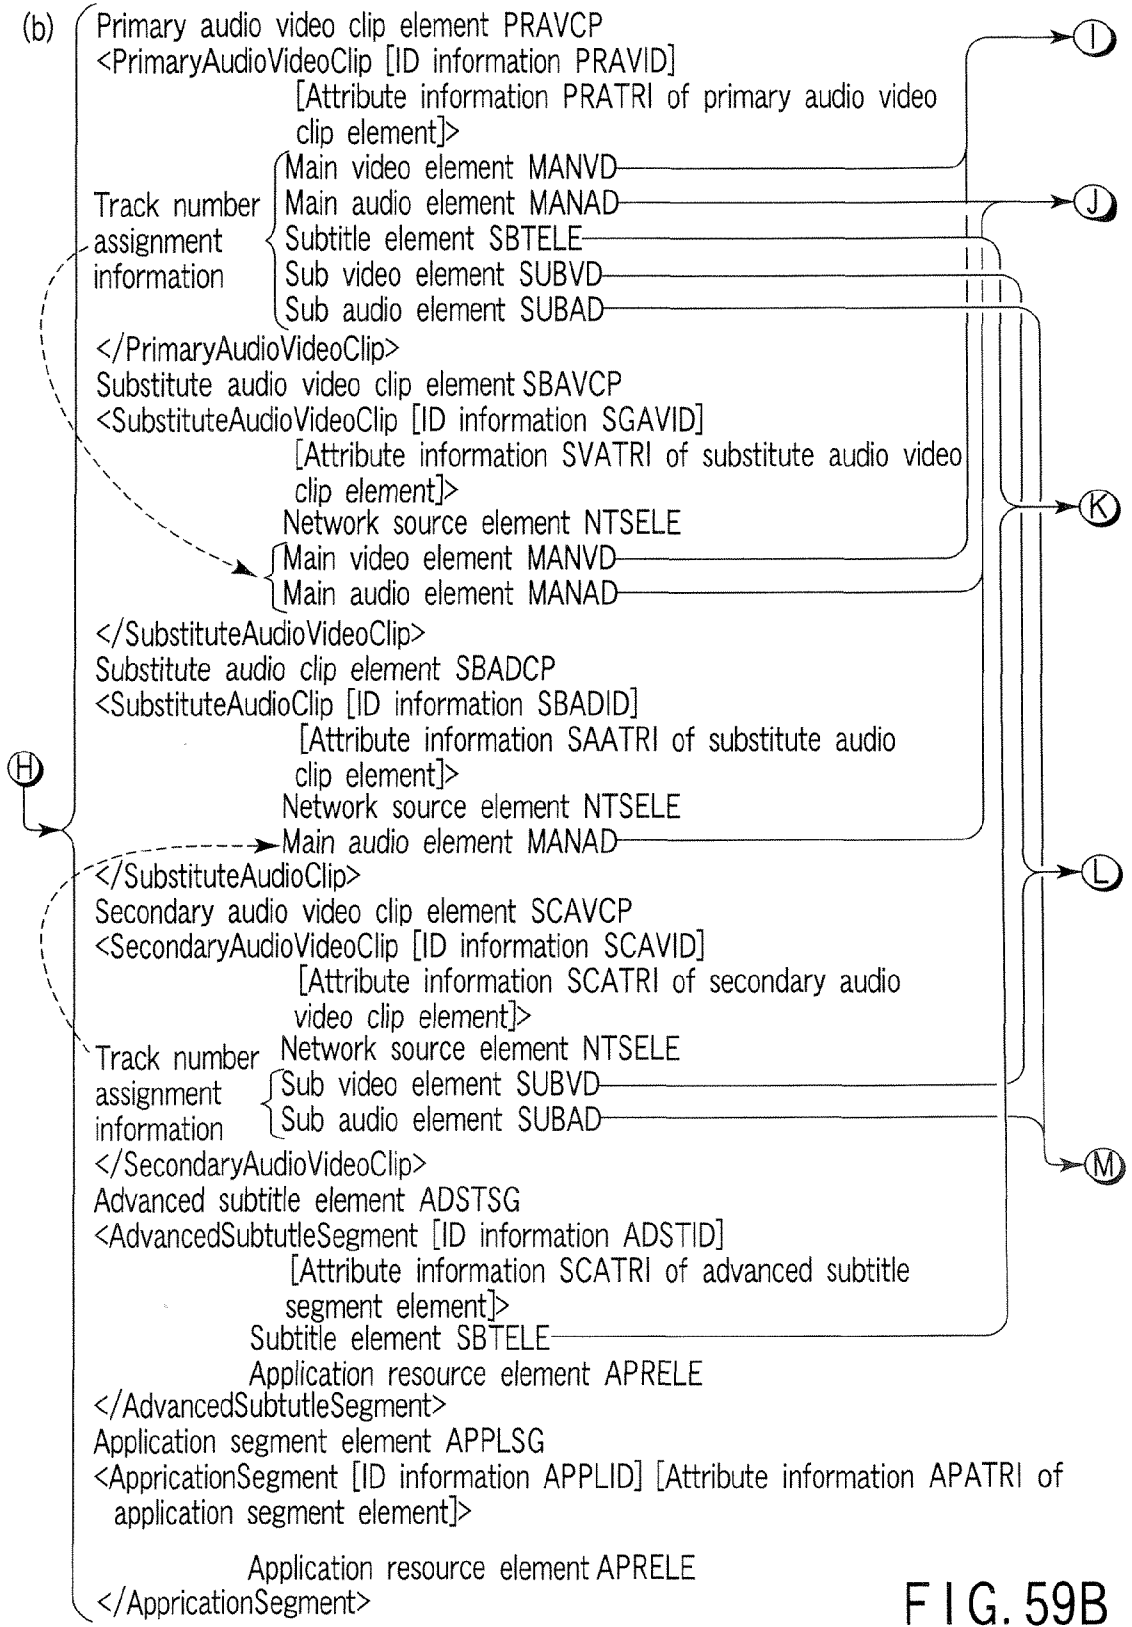 (b)
Primary audio video clip element PRAVCP
<PrimaryAudioVideoClip [ID information PRAVID]
[Attribute information PRATRI of primary audio video
clip element]>
Main video element MANVD
I
Track number
assignment
information
Main audio element MANAD
J
Subtitle element SBTELE
Sub video element SUBVD
Sub audio element SUBAD
</PrimaryAudioVideoClip>
Substitute audio video clip element SBAVCP
<SubstituteAudioVideoClip [ID information SGAVID]
[Attribute information SVATRI of substitute audio video
clip element]>
K
Network source element NTSELE
Main video element MANVD
Main audio element MANAD
</SubstituteAudioVideoClip>
Substitute audio clip element SBADCP
<SubstituteAudioClip [ID information SBADID]
[Attribute information SAATRI of substitute audio
clip element]>
H
Network source element NTSELE
Main audio element MANAD
</SubstituteAudioClip>
L
Secondary audio video clip element SCAVCP
<SecondaryAudioVideoClip [ID information SCAVID]
[Attribute information SCATRI of secondary audio
video clip element]>
Network source element NTSELE
Track number
assignment
information
Sub video element SUBVD
Sub audio element SUBAD
</SecondaryAudioVideoClip>
M
Advanced subtitle element ADSTSG
<AdvancedSubtutleSegment [ID information ADSTID]
[Attribute information SCATRI of advanced subtitle
segment element]>
Subtitle element SBTELE
Application resource element APRELE
</AdvancedSubtutleSegment>
Application segment element APPLSG
<AppricationSegment [ID information APPLID] [Attribute information APATRI of
application segment element]>
Application resource element APRELE
</AppricationSegment>
FIG. 59B